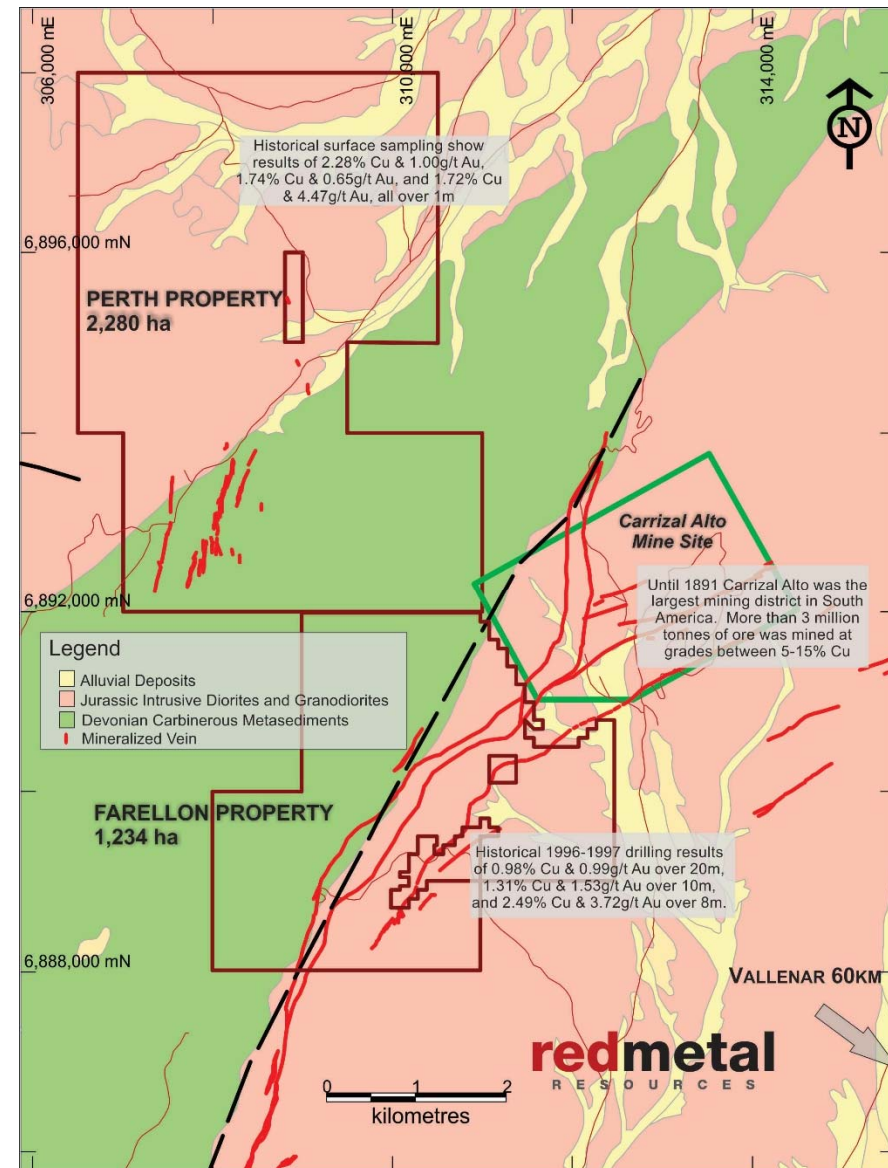 306,000 mE
310,000 mE
314,000 mE
N
Historical surface sampling show
results of 2.28% Cu & 1.00g/t Au,
1.74% Cu & 0.65g/t Au, and 1.72% Cu
& 4.47g/t Au, all over 1m
6,896,000 mN
PERTH PROPERTY
2,280 ha
Carrizal Alto
Mine Site
Until 1891 Carrizal Alto was the
largest mining district in South
America. More than 3 million
tonnes of ore was mined at
grades between 5-15% Cu
6,892,000 mN
Legend
Alluvial Deposits
Jurassic Intrusive Diorites and Granodiorites
Devonian Carbinerous Metasediments
Mineralized Vein
FARELLON PROPERTY
1,234 ha
Historical 1996-1997 drilling results
of 0.98% Cu & 0.99g/t Au over 20m,
1.31% Cu & 1.53g/t Au over 10m,
and 2.49% Cu & 3.72g/t Au over 8m.
6,888,000 mN
VALLENAR 60KM
redmetal
RESOURCES
0 1 2
kilometres